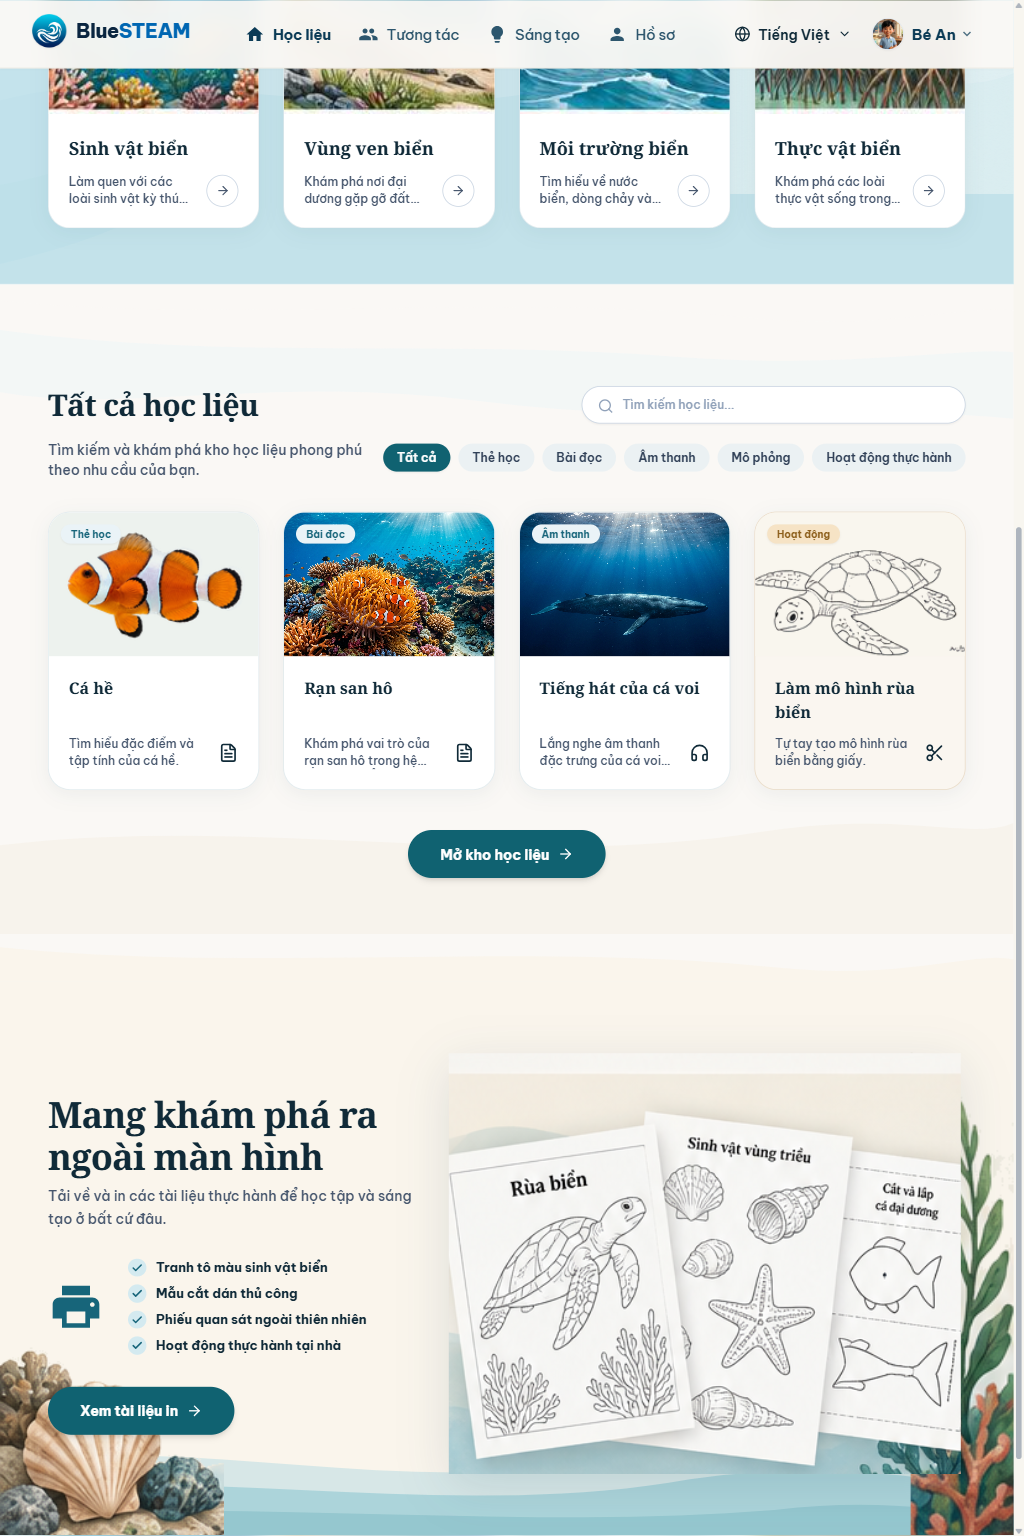 BlueSTEAM
Học liệu
Tương tác
Sáng tạo
Hồ sơ
Tiếng Việt
Bé An
Sinh vật biển
Làm quen với các
loài sinh vật kỳ thú...
Vùng ven biển
Khám phá nơi đại
dương gặp gỡ đất...
Môi trường biển
Tìm hiểu về nước
biển, dòng chảy và...
Thực vật biển
Khám phá các loài
thực vật sống trong...
Tất cả học liệu
Tìm kiếm học liệu...
Tìm kiếm và khám phá kho học liệu phong phú
theo nhu cầu của bạn.
Tất cả
Thẻ học
Bài đọc
Âm thanh
Mô phỏng
Hoạt động thực hành
Thẻ học
Cá hề
Tìm hiểu đặc điểm và
tập tính của cá hề.
Bài đọc
Rạn san hô
Khám phá vai trò của
rạn san hô trong hệ...
Âm thanh
Tiếng hát của cá voi
Lắng nghe âm thanh
đặc trưng của cá voi...
Hoạt động
Làm mô hình rùa
biển
Tự tay tạo mô hình rùa
biển bằng giấy.
Mở kho học liệu
Mang khám phá ra
ngoài màn hình
Tải về và in các tài liệu thực hành để học tập và sáng
tạo ở bất cứ đâu.
Tranh tô màu sinh vật biển
Mẫu cắt dán thủ công
Phiếu quan sát ngoài thiên nhiên
Hoạt động thực hành tại nhà
Xem tài liệu in
Rùa biển
Sinh vật vùng triều
Cắt và lắp
cá đại dương